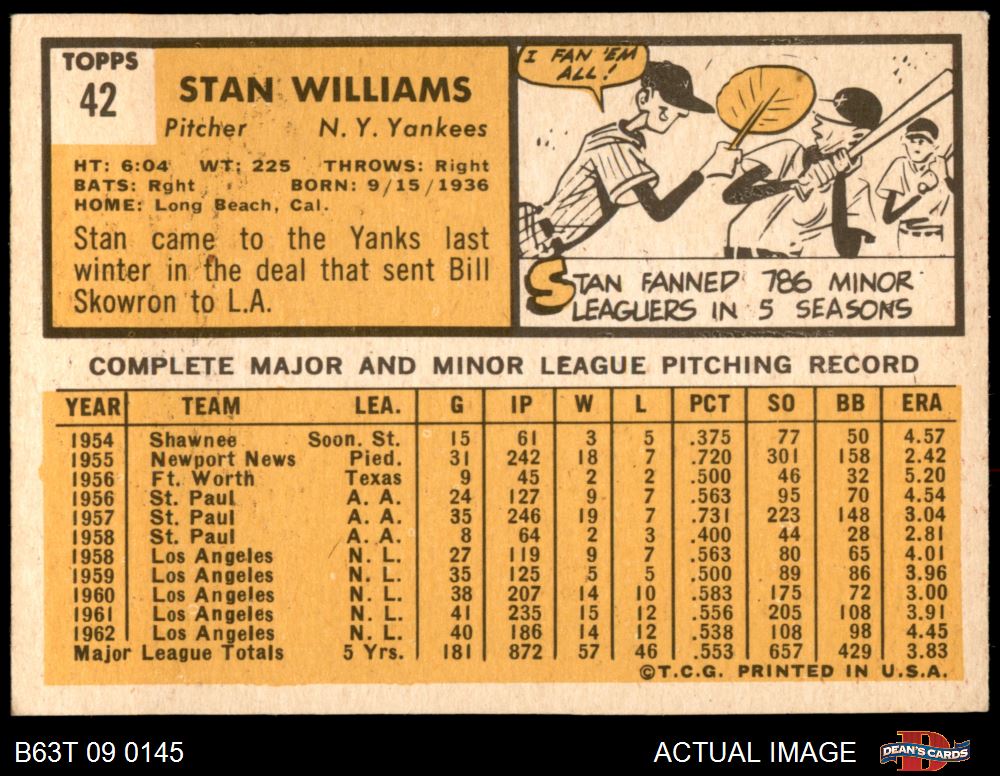 TOPPS
42
STAN WILLIAMS
Pitcher N. Y. Yankees
HT: 6:04 WT: 225 THROWS: Right
BATS: Rght BORN: 9/15/1936
HOME: Long Beach, Cal.
Stan came to the Yanks last
winter in the deal that sent Bill
Skowron to L.A.
I FAN 'EM
ALL!
STAN FANNED 786 MINOR
LEAGUERS IN 5 SEASONS
COMPLETE MAJOR AND MINOR LEAGUE PITCHING RECORD
YEAR TEAM LEA. G IP W L PCT SO BB ERA
1954 Shawnee Soon. St. 15 61 3 5 .375 77 50 4.57
1955 Newport News Pied. 31 242 18 7 .720 301 158 2.42
1956 Ft. Worth Texas 9 45 2 2 .500 46 32 5.20
1956 St. Paul A. A. 24 127 9 7 .563 95 70 4.54
1957 St. Paul A. A. 35 246 19 7 .731 223 148 3.04
1958 St. Paul A. A. 8 64 2 3 .400 44 28 2.81
1958 Los Angeles N. L. 27 119 9 7 .563 80 65 4.01
1959 Los Angeles N. L. 35 125 5 5 .500 89 86 3.96
1960 Los Angeles N. L. 38 207 14 10 .583 175 72 3.00
1961 Los Angeles N. L. 41 235 15 12 .556 205 108 3.91
1962 Los Angeles N. L. 40 186 14 12 .538 108 98 4.45
Major League Totals 5 Yrs. 181 872 57 46 .553 657 429 3.83
©T.C.G. PRINTED IN U.S.A.
B63T 09 0145
ACTUAL IMAGE
D
DEAN'S CARDS